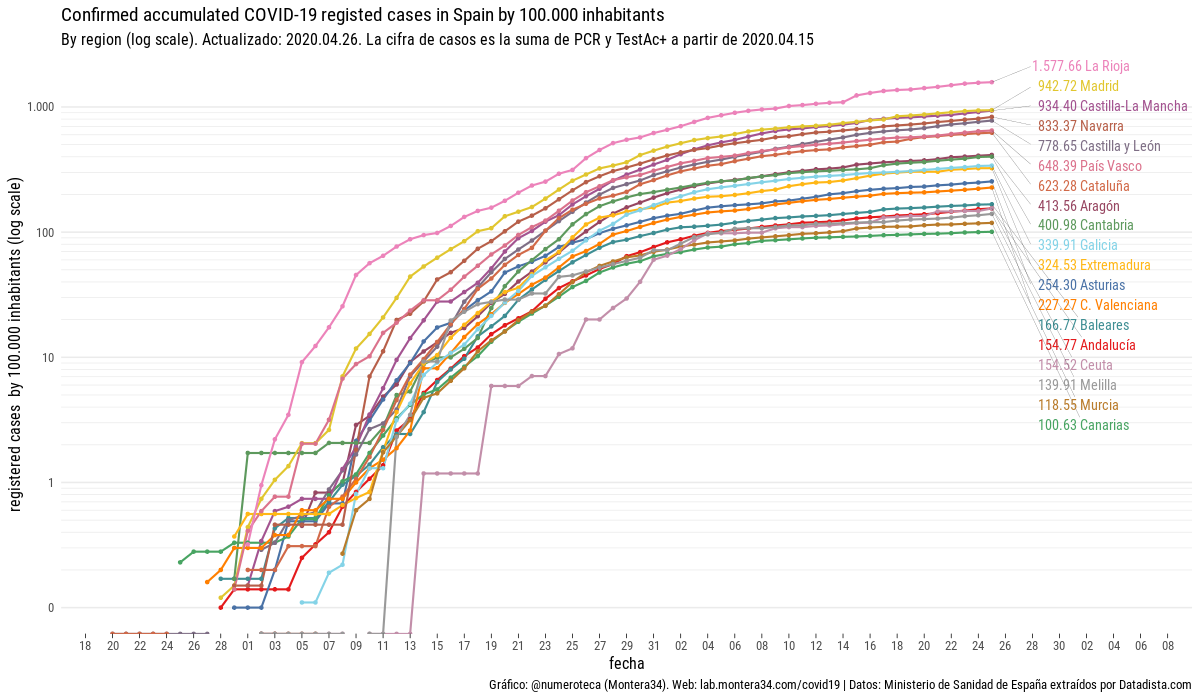 Confirmed accumulated COVID-19 registed cases in Spain by 100.000 inhabitants
By region (log scale). Actualizado: 2020.04.26. La cifra de casos es la suma de PCR y TestAc+ a partir de 2020.04.15
registered cases by 100.000 inhabitants (log scale)
1.000
100
10
1
0
1.577.66 La Rioja
942.72 Madrid
934.40 Castilla-La Mancha
833.37 Navarra
778.65 Castilla y León
648.39 País Vasco
623.28 Cataluña
413.56 Aragón
400.98 Cantabria
339.91 Galicia
324.53 Extremadura
254.30 Asturias
227.27 C. Valenciana
166.77 Baleares
154.77 Andalucía
154.52 Ceuta
139.91 Melilla
118.55 Murcia
100.63 Canarias
18 20 22 24 26 28 01 03 05 07 09 11 13 15 17 19 21 23 25 27 29 31 02 04 06 08 10 12 14 16 18 20 22 24 26 28 30 02 04 06 08
fecha
Gráfico: @numeroteca (Montera34). Web: lab.montera34.com/covid19 | Datos: Ministerio de Sanidad de España extraídos por Datadista.com